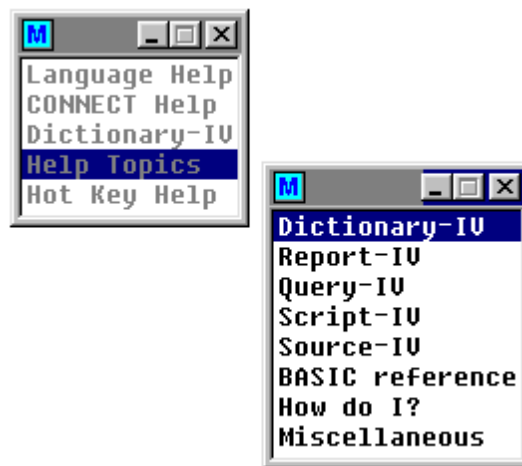 M
Language Help
CONNECT Help
Dictionary-IV
Help Topics
Hot Key Help
M
Dictionary-IV
Report-IV
Query-IV
Script-IV
Source-IV
BASIC reference
How do I?
Miscellaneous